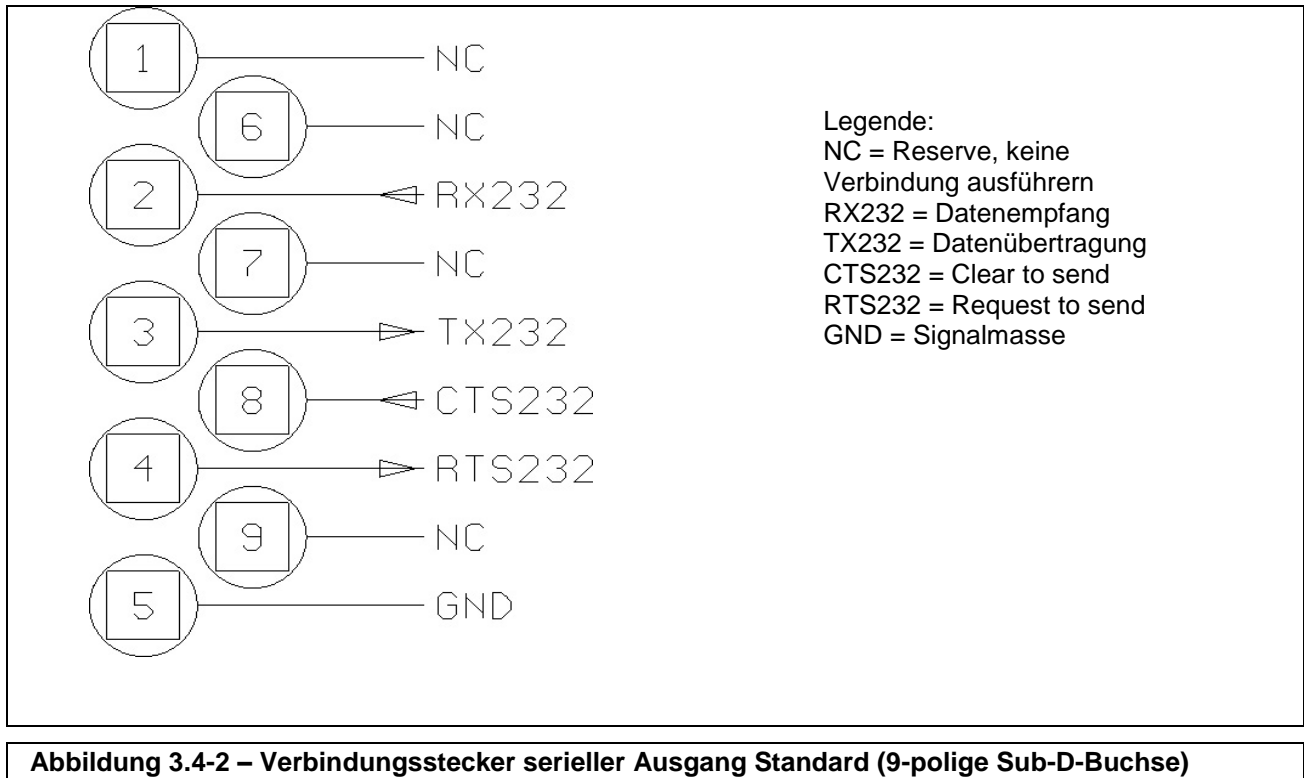 1 NC
6 NC
2 RX232
7 NC
3 TX232
8 CTS232
4 RTS232
9 NC
5 GND
Legende:
NC = Reserve, keine
Verbindung ausführern
RX232 = Datenempfang
TX232 = Datenübertragung
CTS232 = Clear to send
RTS232 = Request to send
GND = Signalmasse
Abbildung 3.4-2 – Verbindungsstecker serieller Ausgang Standard (9-polige Sub-D-Buchse)